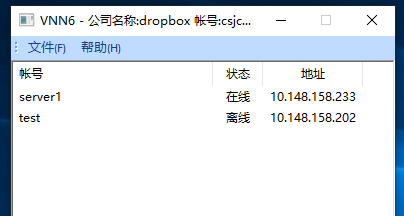 VNN6 - 公司名称:dropbox 帐号:csjc...
文件(F) 帮助(H)
帐号 状态 地址
server1 在线 10.148.158.233
test 离线 10.148.158.202